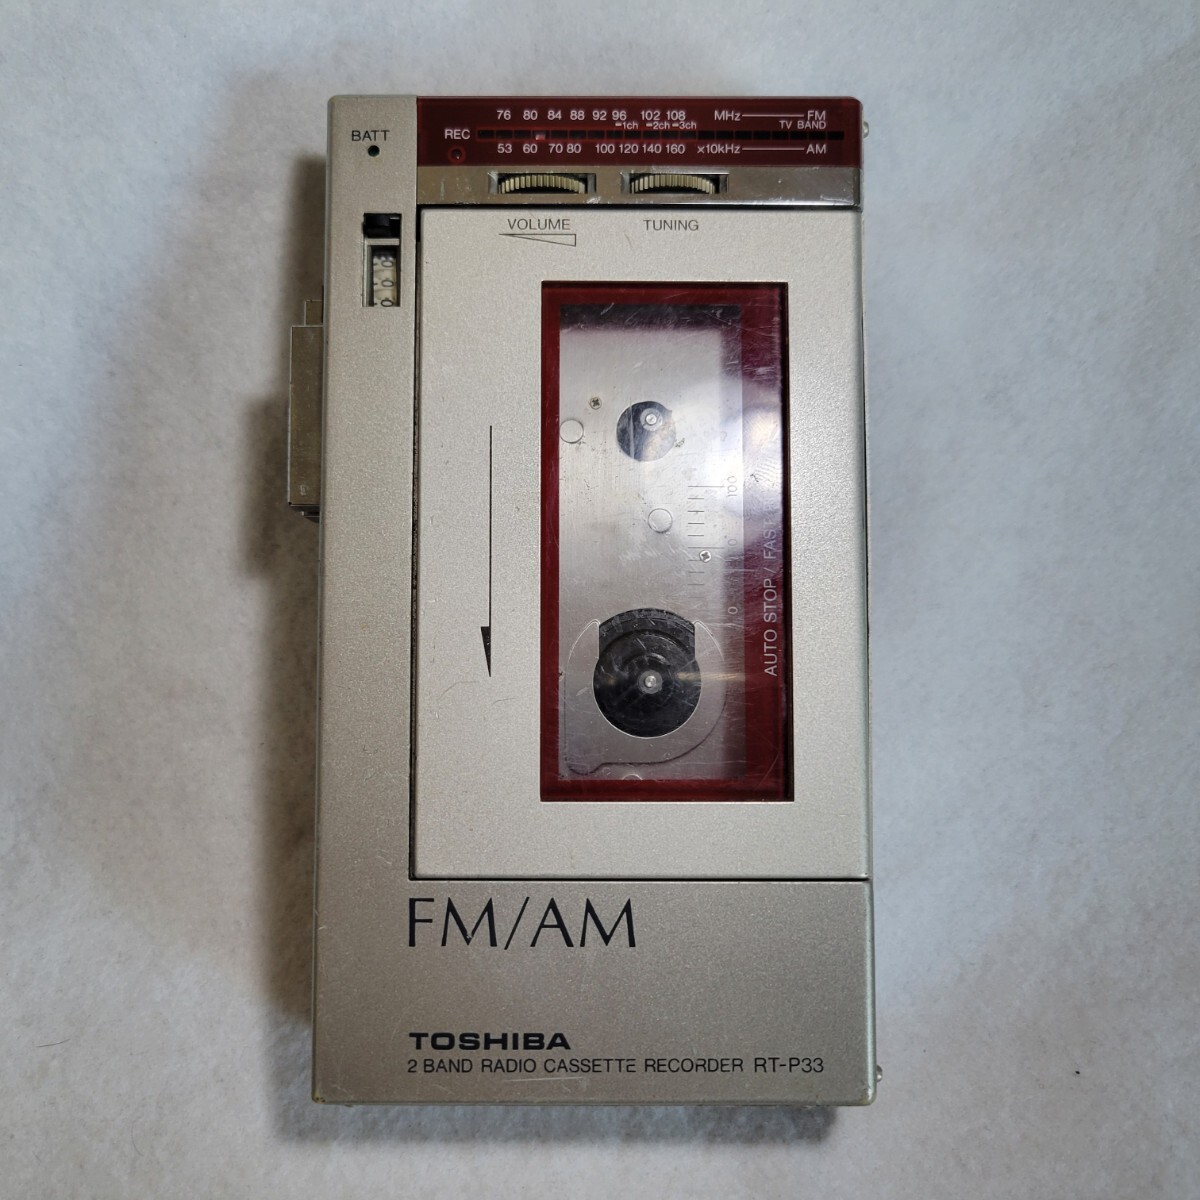 BATT
REC
76 80 84 88 92 96 102 108 MHz FM
1ch 2ch 3ch TV BAND
53 60 70 80 100 120 140 160 ×10kHz AM
VOLUME TUNING
100
0
AUTO STOP / FAS
FM/AM
TOSHIBA
2 BAND RADIO CASSETTE RECORDER RT-P33